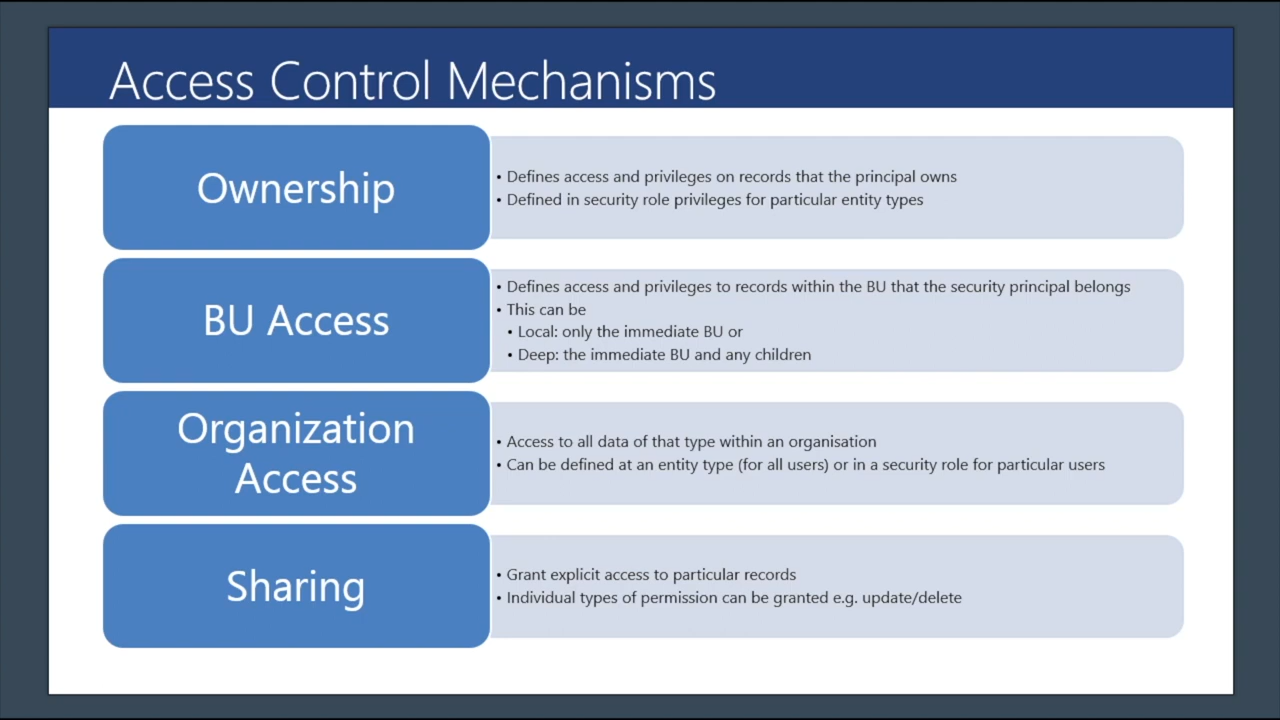 Access Control Mechanisms
Ownership
• Defines access and privileges on records that the principal owns
• Defined in security role privileges for particular entity types
BU Access
• Defines access and privileges to records within the BU that the security principal belongs
• This can be
• Local: only the immediate BU or
• Deep: the immediate BU and any children
Organization
Access
• Access to all data of that type within an organisation
• Can be defined at an entity type (for all users) or in a security role for particular users
Sharing
• Grant explicit access to particular records
• Individual types of permission can be granted e.g. update/delete